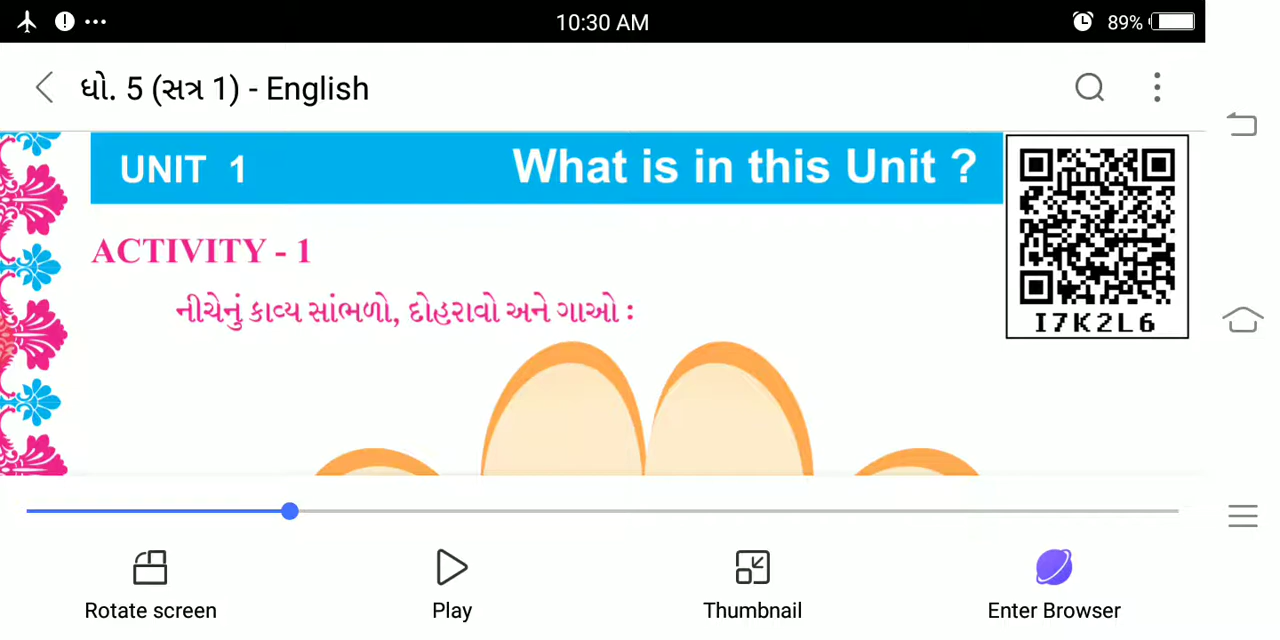 10:30 AM
89%
ધો. 5 (સત્ર 1) - English
UNIT 1
What is in this Unit ?
ACTIVITY - 1
નીચેનું કાવ્ય સાંભળો, દોહરાવો અને ગાઓ :
I7K2L6
Rotate screen
Play
Thumbnail
Enter Browser